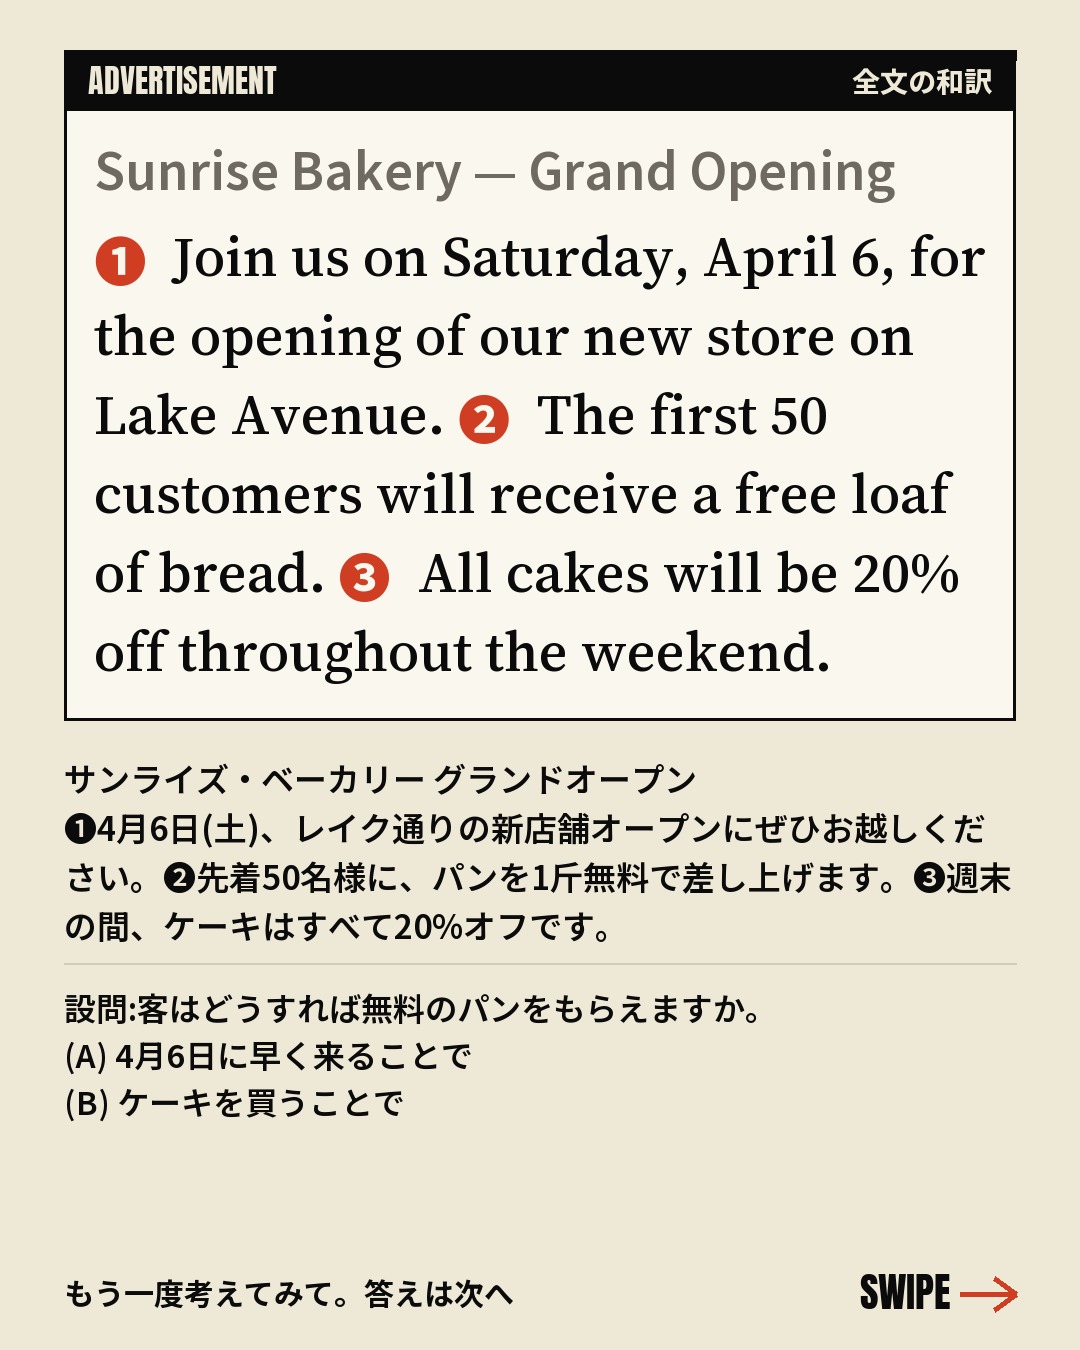 ADVERTISEMENT
全文の和訳
Sunrise Bakery — Grand Opening
❶ Join us on Saturday, April 6, for
the opening of our new store on
Lake Avenue. ❷ The first 50
customers will receive a free loaf
of bread. ❸ All cakes will be 20%
off throughout the weekend.
サンライズ・ベーカリー グランドオープン
❶4月6日(土)、レイク通りの新店舗オープンにぜひお越しくだ
さい。❷先着50名様に、パンを1斤無料で差し上げます。❸週末
の間、ケーキはすべて20%オフです。
設問:客はどうすれば無料のパンをもらえますか。
(A) 4月6日に早く来ることで
(B) ケーキを買うことで
もう一度考えてみて。答えは次へ
SWIPE →